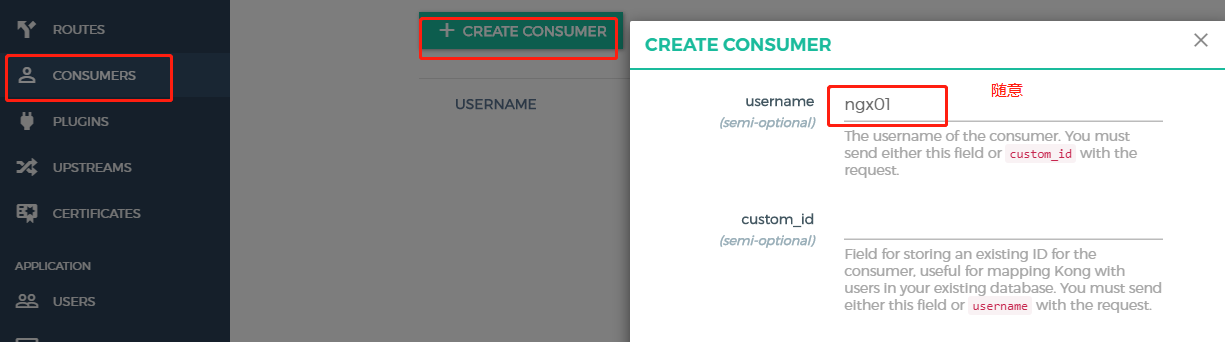 ROUTES
CONSUMERS
PLUGINS
UPSTREAMS
CERTIFICATES
APPLICATION
USERS
+ CREATE CONSUMER
USERNAME
CREATE CONSUMER
username
(semi-optional)
ngx01
随意
The username of the consumer. You must
send either this field or custom_id with the
request.
custom_id
(semi-optional)
Field for storing an existing ID for the
consumer, useful for mapping Kong with
users in your existing database. You must send
either this field or username with the request.